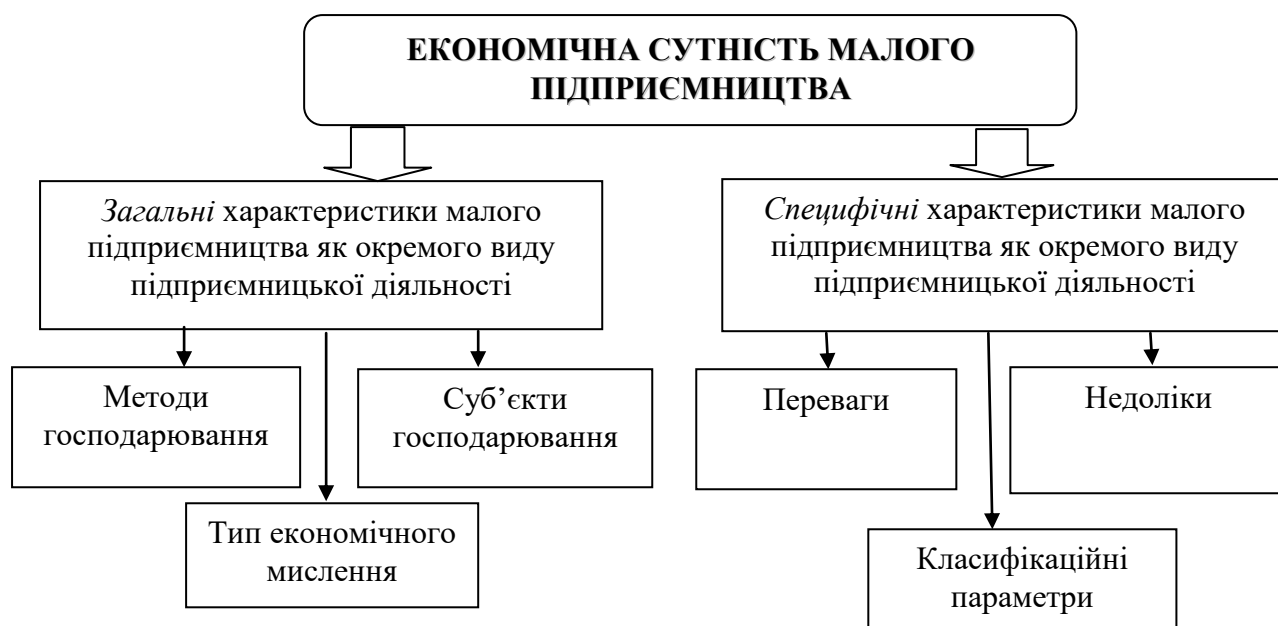 ЕКОНОМІЧНА СУТНІСТЬ МАЛОГО
ПІДПРИЄМНИЦТВА
Загальні характеристики малого
підприємництва як окремого виду
підприємницької діяльності
Специфічні характеристики малого
підприємництва як окремого виду
підприємницької діяльності
Методи
господарювання
Суб’єкти
господарювання
Переваги
Недоліки
Тип економічного
мислення
Класифікаційні
параметри